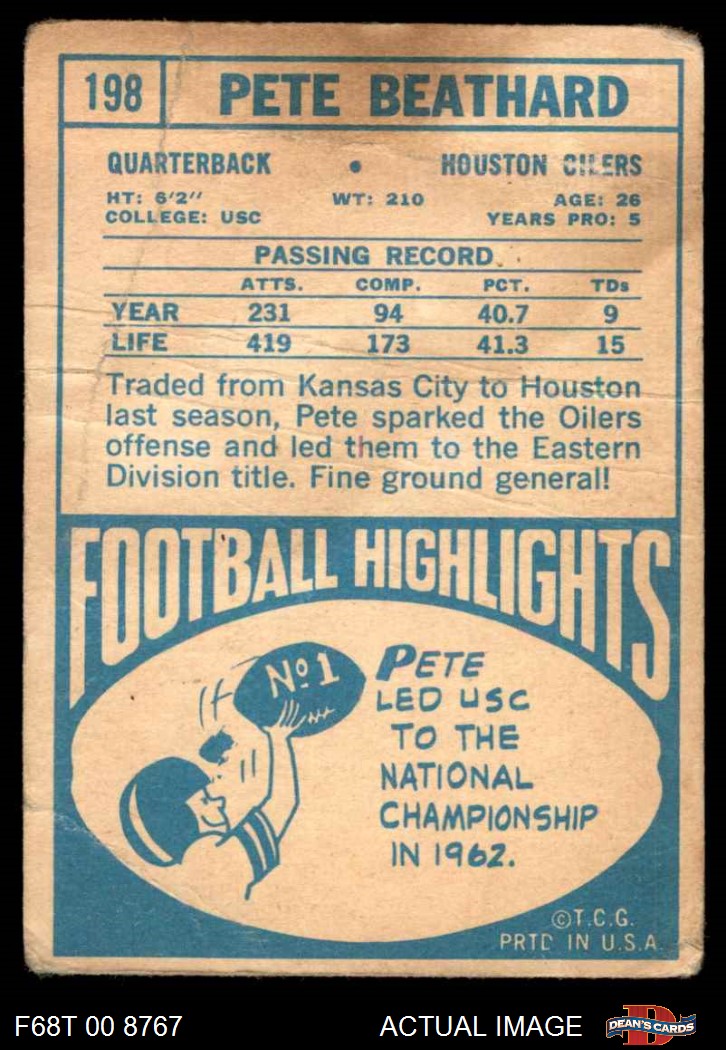 198 PETE BEATHARD
QUARTERBACK • HOUSTON OILERS
HT: 6'2" WT: 210 AGE: 26
COLLEGE: USC YEARS PRO: 5
PASSING RECORD
ATTS. COMP. PCT. TDs
YEAR 231 94 40.7 9
LIFE 419 173 41.3 15
Traded from Kansas City to Houston
last season, Pete sparked the Oilers
offense and led them to the Eastern
Division title. Fine ground general!
FOOTBALL HIGHLIGHTS
No 1
PETE
LED USC
TO THE
NATIONAL
CHAMPIONSHIP
IN 1962.
©T.C.G.
PRTD IN U.S.A.
F68T 00 8767 ACTUAL IMAGE D DEAN'S CARDS